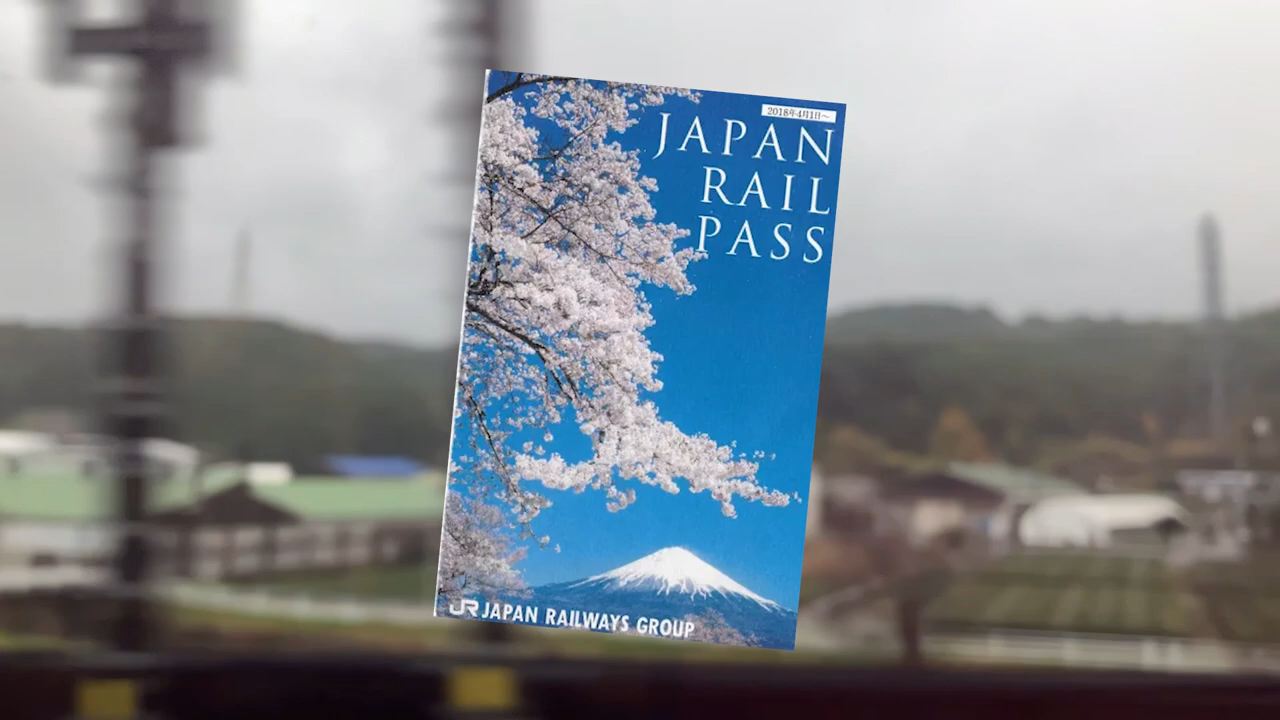 2018年4月1日～
JAPAN
RAIL
PASS
JR JAPAN RAILWAYS GROUP